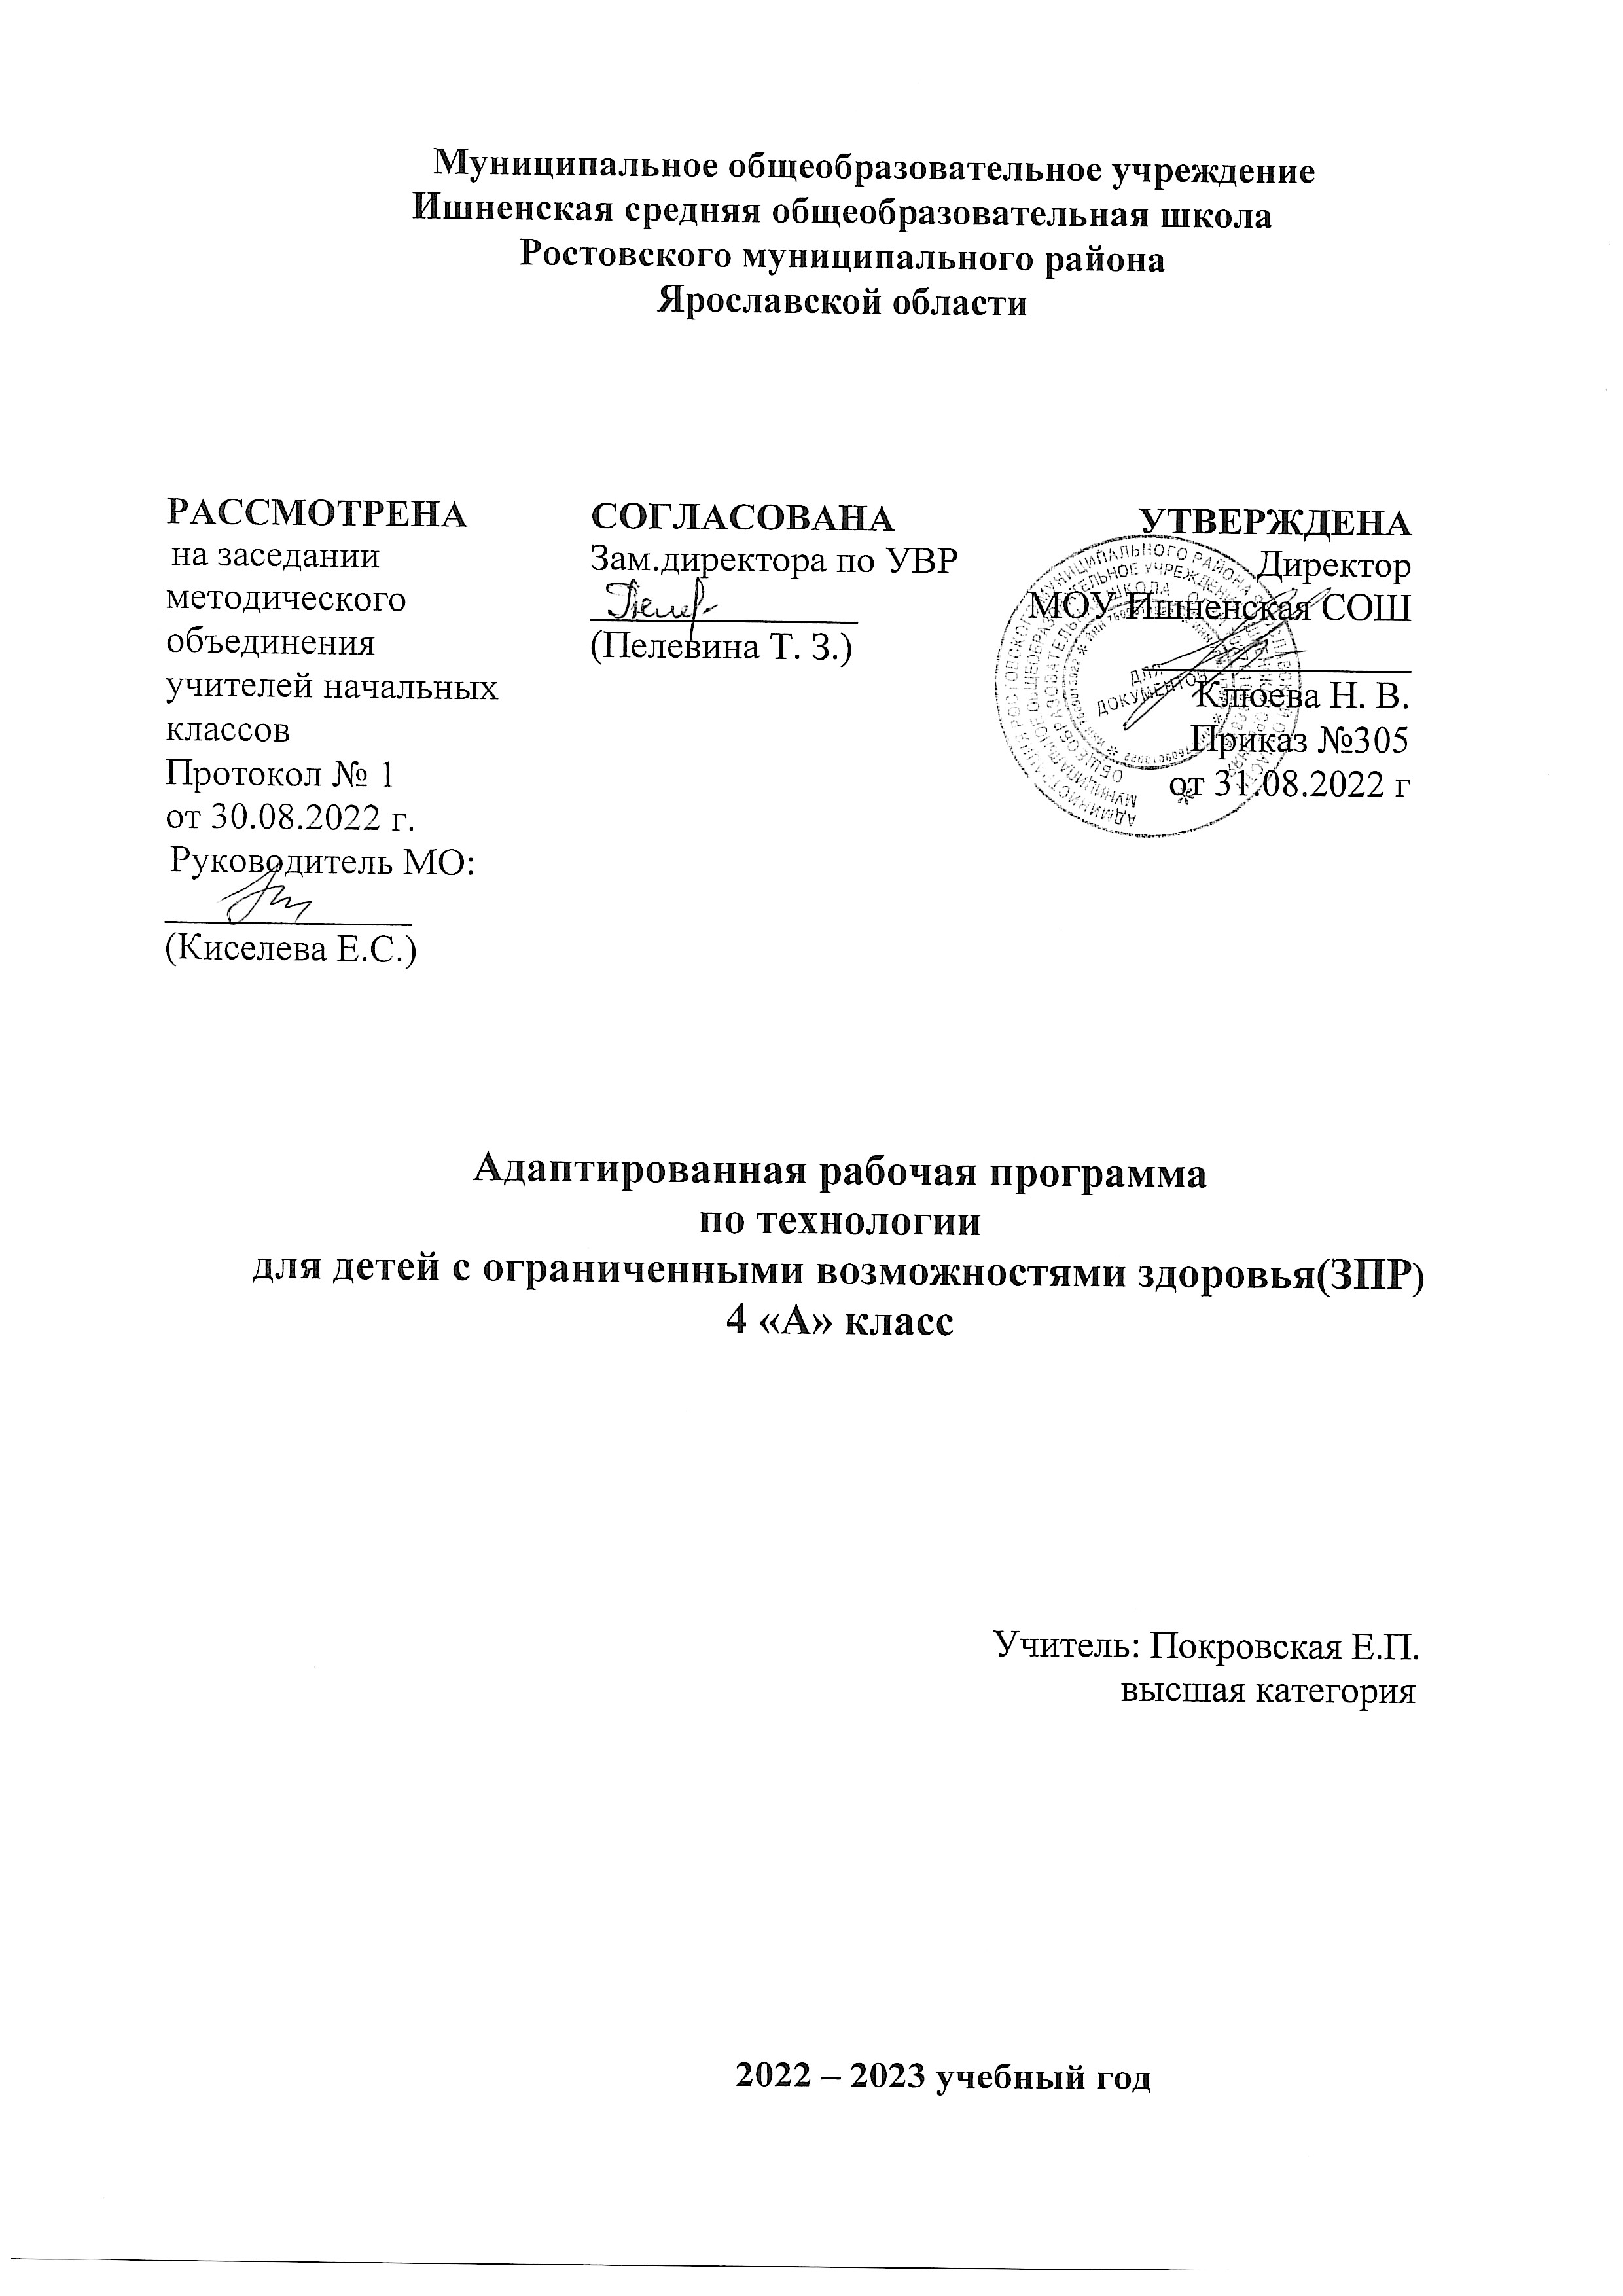 Муниципальное общеобразовательное учреждение
Ишненская средняя общеобразовательная школа
Ростовского муниципального района
Ярославской области
РАССМОТРЕНА
на заседании
методического
объединения
учителей начальных
классов
Протокол № 1
от 30.08.2022 г.
Руководитель МО:
(Киселева Е.С.)
СОГЛАСОВАНА
Зам.директора по УВР
(Пелевина Т. З.)
УТВЕРЖДЕНА
Директор
МОУ Ишненская СОШ
Клюева Н. В.
Приказ №305
от 31.08.2022 г
ДЛЯ
ДОКУМЕНТОВ
Адаптированная рабочая программа
по технологии
для детей с ограниченными возможностями здоровья(ЗПР)
4 «А» класс
Учитель: Покровская Е.П.
высшая категория
2022 – 2023 учебный год